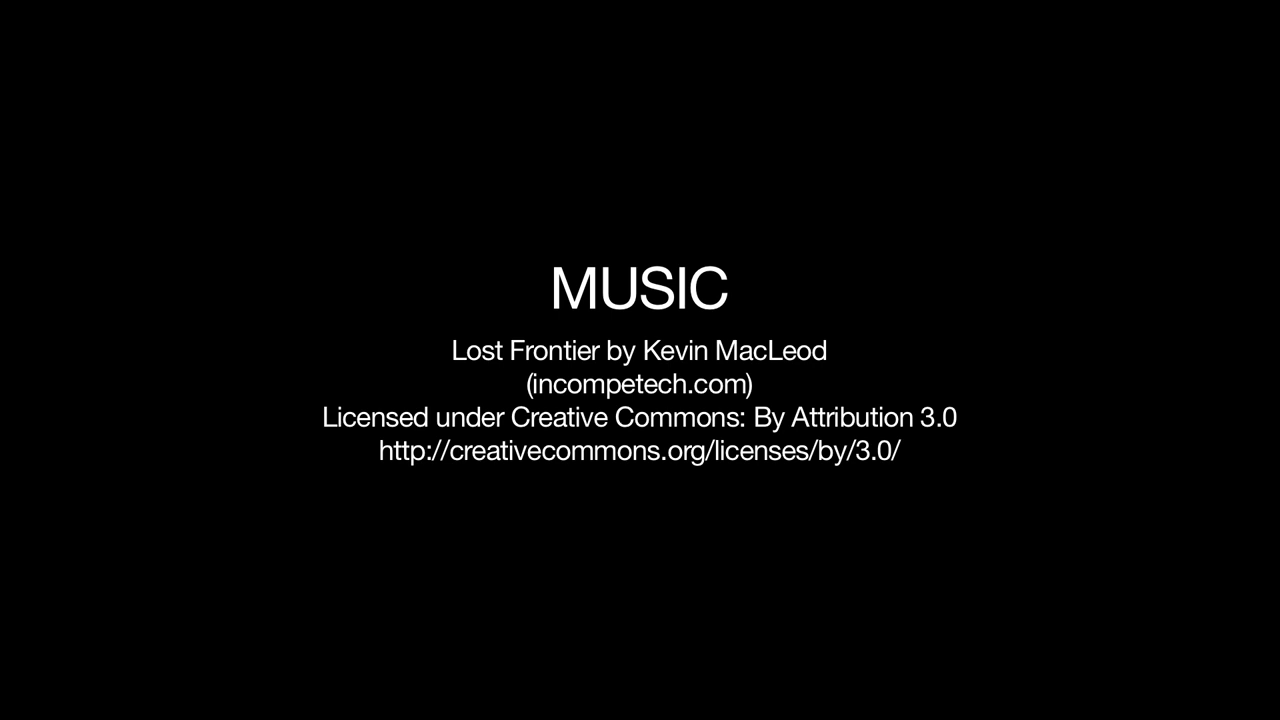 MUSIC
Lost Frontier by Kevin MacLeod
(incompetech.com)
Licensed under Creative Commons: By Attribution 3.0
http://creativecommons.org/licenses/by/3.0/